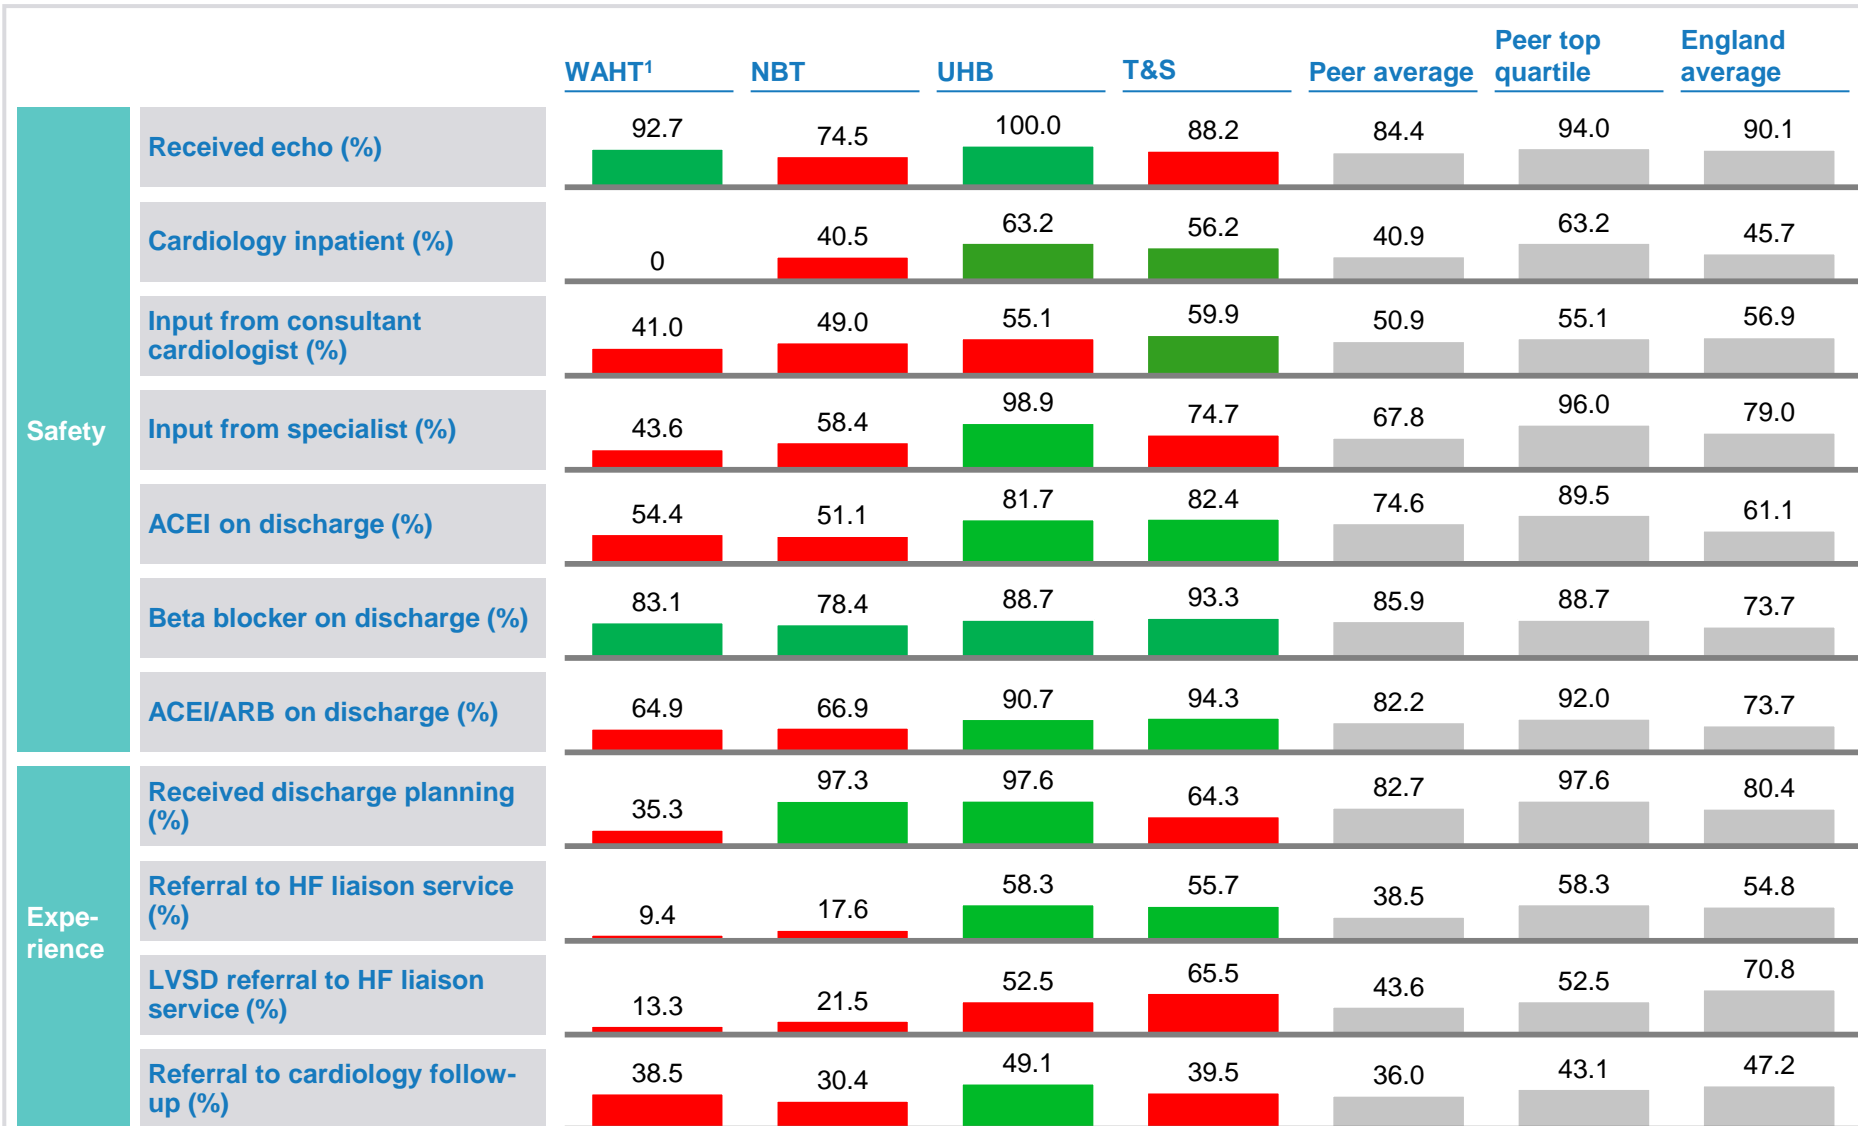 WAHT1 NBT UHB T&S Peer average Peer top quartile England average
Safety
Received echo (%) 92.7 74.5 100.0 88.2 84.4 94.0 90.1
Cardiology inpatient (%) 0 40.5 63.2 56.2 40.9 63.2 45.7
Input from consultant
cardiologist (%) 41.0 49.0 55.1 59.9 50.9 55.1 56.9
Input from specialist (%) 43.6 58.4 98.9 74.7 67.8 96.0 79.0
ACEI on discharge (%) 54.4 51.1 81.7 82.4 74.6 89.5 61.1
Beta blocker on discharge (%) 83.1 78.4 88.7 93.3 85.9 88.7 73.7
ACEI/ARB on discharge (%) 64.9 66.9 90.7 94.3 82.2 92.0 73.7
Expe-
rience
Received discharge planning
(%) 35.3 97.3 97.6 64.3 82.7 97.6 80.4
Referral to HF liaison service
(%) 9.4 17.6 58.3 55.7 38.5 58.3 54.8
LVSD referral to HF liaison
service (%) 13.3 21.5 52.5 65.5 43.6 52.5 70.8
Referral to cardiology follow-
up (%) 38.5 30.4 49.1 39.5 36.0 43.1 47.2